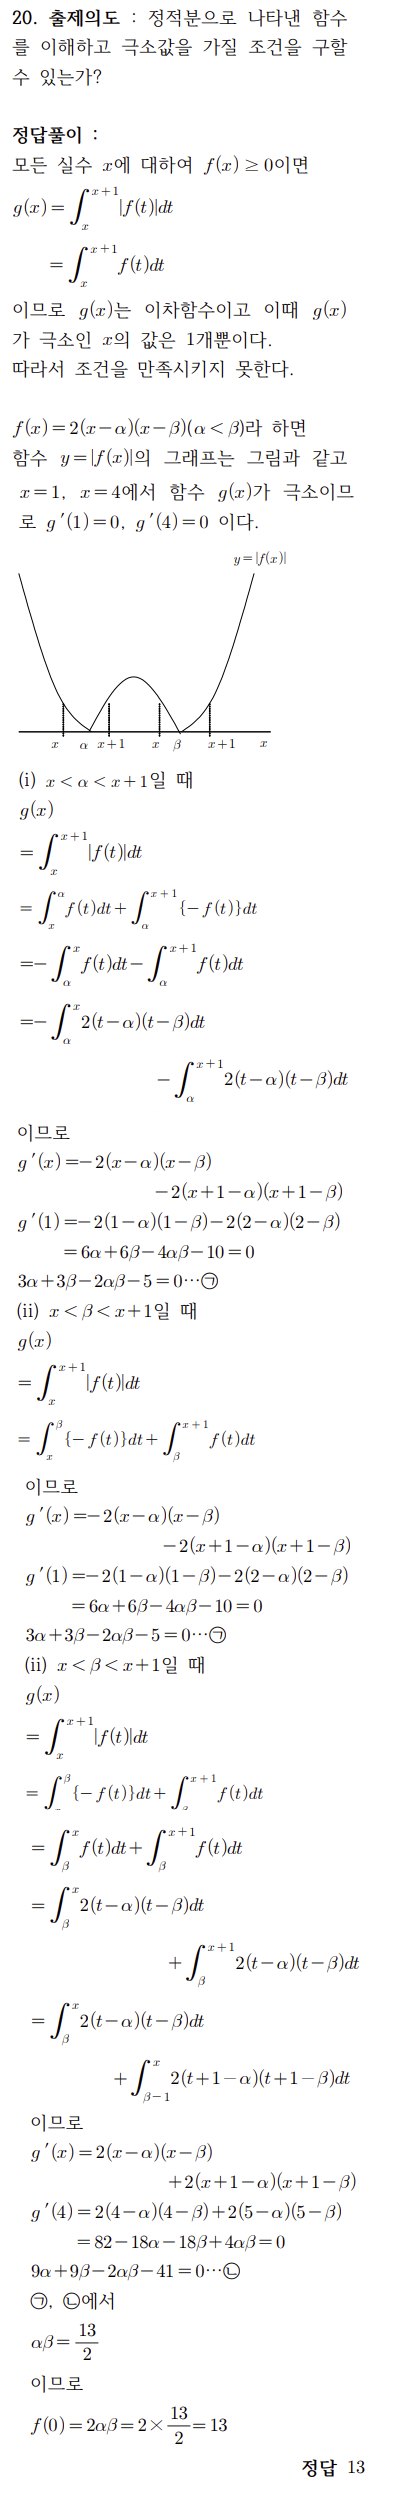 20. 출제의도 : 정적분으로 나타낸 함수
를 이해하고 극소값을 가질 조건을 구할
수 있는가?
정답풀이 :
모든 실수 x에 대하여 f(x) ≥ 0이면
g(x) = ∫_x^{x+1} |f(t)|dt
= ∫_x^{x+1} f(t)dt
이므로 g(x)는 이차함수이고 이때 g(x)
가 극소인 x의 값은 1개뿐이다.
따라서 조건을 만족시키지 못한다.
f(x) = 2(x−α)(x−β)(α < β)라 하면
함수 y = |f(x)|의 그래프는 그림과 같고
x = 1, x = 4에서 함수 g(x)가 극소이므
로 g′(1) = 0, g′(4) = 0 이다.
y = |f(x)|
x α x+1 x β x+1 x
(i) x < α < x+1일 때
g(x)
= ∫_x^{x+1} |f(t)|dt
= ∫_x^α f(t)dt + ∫_α^{x+1} {−f(t)}dt
=− ∫_α^x f(t)dt − ∫_α^{x+1} f(t)dt
=− ∫_α^x 2(t−α)(t−β)dt
− ∫_α^{x+1} 2(t−α)(t−β)dt
이므로
g′(x) =−2(x−α)(x−β)
−2(x+1−α)(x+1−β)
g′(1) =−2(1−α)(1−β)−2(2−α)(2−β)
= 6α+6β−4αβ−10 = 0
3α+3β−2αβ−5 = 0⋯㉠
(ii) x < β < x+1일 때
g(x)
= ∫_x^{x+1} |f(t)|dt
= ∫_x^β {−f(t)}dt + ∫_β^{x+1} f(t)dt
이므로
g′(x) =−2(x−α)(x−β)
−2(x+1−α)(x+1−β)
g′(1) =−2(1−α)(1−β)−2(2−α)(2−β)
= 6α+6β−4αβ−10 = 0
3α+3β−2αβ−5 = 0⋯㉠
(ii) x < β < x+1일 때
g(x)
= ∫_x^{x+1} |f(t)|dt
= ∫^β {−f(t)}dt + ∫^{x+1} f(t)dt
= ∫_β^x f(t)dt + ∫_β^{x+1} f(t)dt
= ∫_β^x 2(t−α)(t−β)dt
+ ∫_β^{x+1} 2(t−α)(t−β)dt
= ∫_β^x 2(t−α)(t−β)dt
+ ∫_{β−1}^x 2(t+1−α)(t+1−β)dt
이므로
g′(x) = 2(x−α)(x−β)
+2(x+1−α)(x+1−β)
g′(4) = 2(4−α)(4−β)+2(5−α)(5−β)
= 82−18α−18β+4αβ = 0
9α+9β−2αβ−41 = 0⋯㉡
㉠, ㉡에서
αβ = 13/2
이므로
f(0) = 2αβ = 2 × 13/2 = 13
정답 13